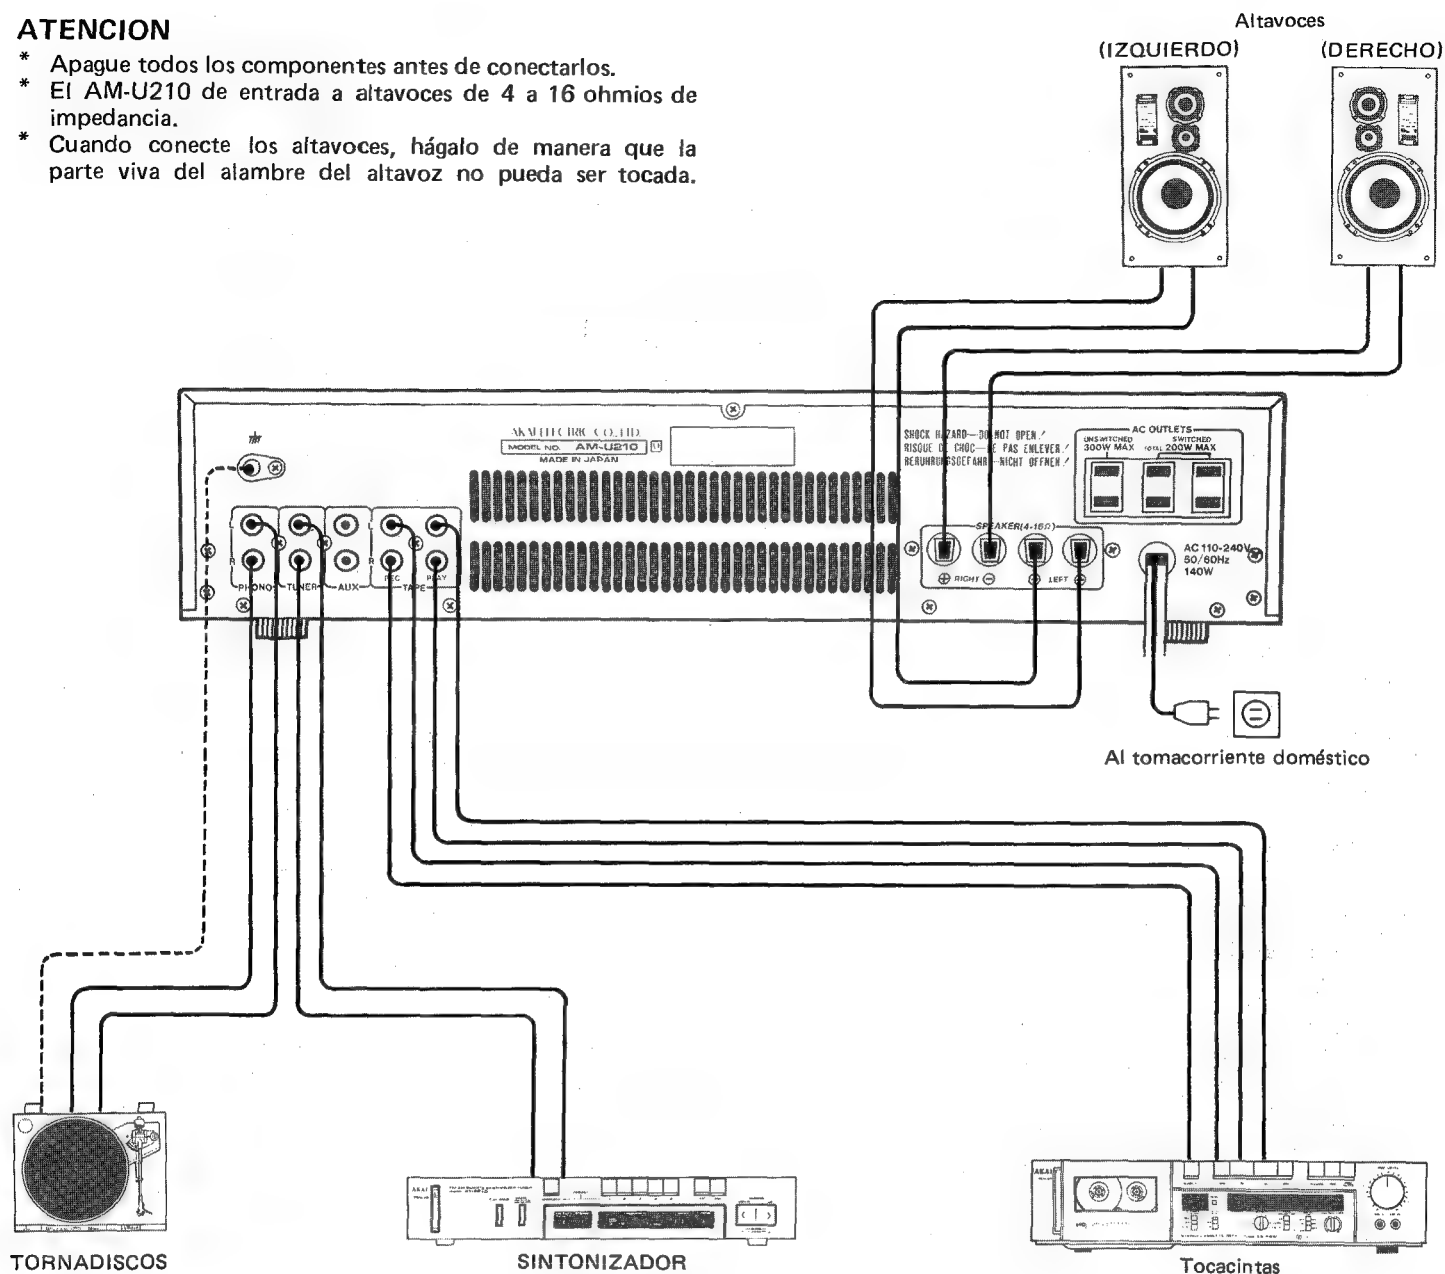 ATENCION
* Apague todos los componentes antes de conectarlos.
* El AM-U210 de entrada a altavoces de 4 a 16 ohmios de
impedancia.
* Cuando conecte los altavoces, hágalo de manera que la
parte viva del alambre del altavoz no pueda ser tocada.
Altavoces
(IZQUIERDO) (DERECHO)
AKAI ELECTRIC CO., LTD.
MODEL NO. AM-U210
MADE IN JAPAN
SHOCK HAZARD—DO NOT OPEN!
RISQUE DE CHOC—NE PAS ENLEVER!
BERUHRUNGSGEFAHR—NICHT OFFNEN!
AC OUTLETS
UNSWITCHED SWITCHED
300W MAX TOTAL 200W MAX
SPEAKER(4-16Ω)
⊕ RIGHT ⊖ ⊖ LEFT ⊕
AC 110-240V
50/60Hz
140W
R R REC PLAY
PHONO TUNER AUX TAPE
Al tomacorriente doméstico
AKAI
AKAI
TORNADISCOS
SINTONIZADOR
Tocacintas